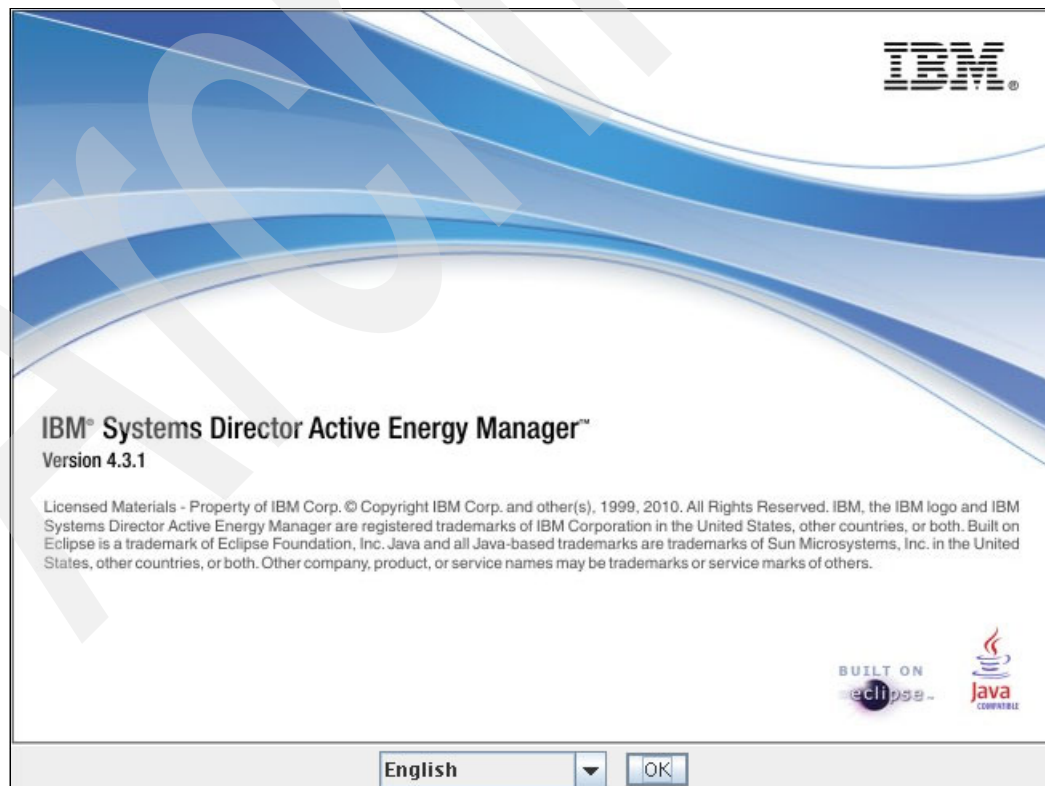 IBM®
IBM® Systems Director Active Energy Manager™
Version 4.3.1
Licensed Materials - Property of IBM Corp. © Copyright IBM Corp. and other(s), 1999, 2010. All Rights Reserved. IBM, the IBM logo and IBM
Systems Director Active Energy Manager are registered trademarks of IBM Corporation in the United States, other countries, or both. Built on
Eclipse is a trademark of Eclipse Foundation, Inc. Java and all Java-based trademarks are trademarks of Sun Microsystems, Inc. in the United
States, other countries, or both. Other company, product, or service names may be trademarks or service marks of others.
BUILT ON
eclipse™
Java
COMPATIBLE
English
OK